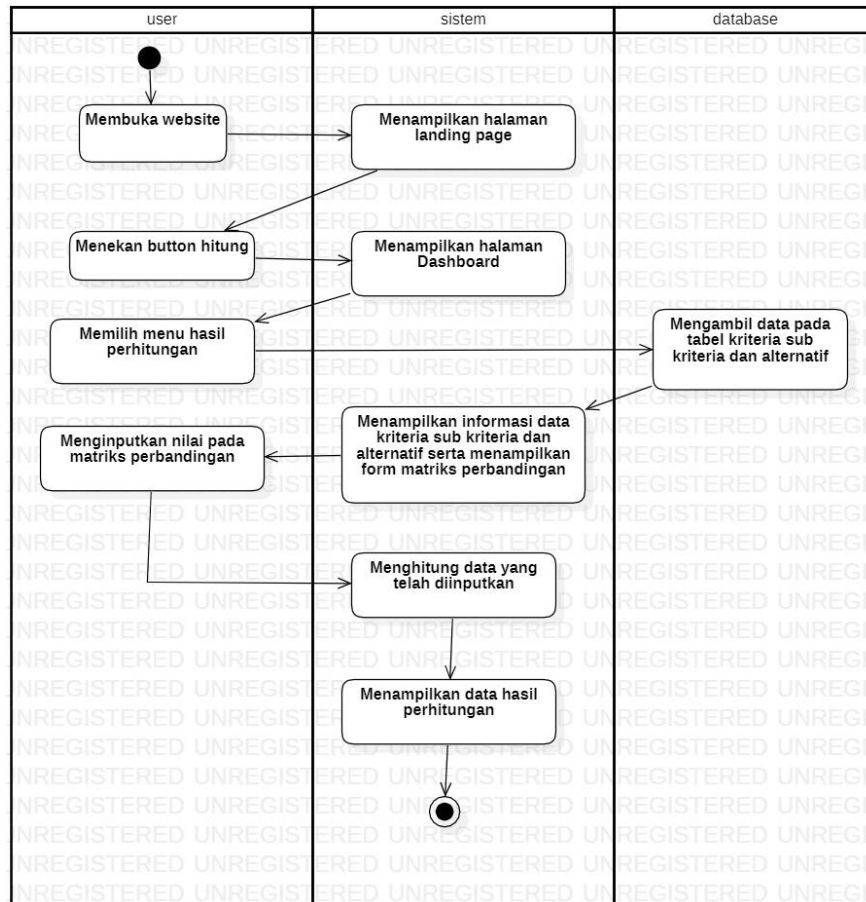 user
sistem
database
Membuka website
Menampilkan halaman
landing page
Menekan button hitung
Menampilkan halaman
Dashboard
Memilih menu hasil
perhitungan
Mengambil data pada
tabel kriteria sub
kriteria dan alternatif
Menampilkan informasi data
kriteria sub kriteria dan
alternatif serta menampilkan
form matriks perbandingan
Menginputkan nilai pada
matriks perbandingan
Menghitung data yang
telah diinputkan
Menampilkan data hasil
perhitungan
UNREGISTERED